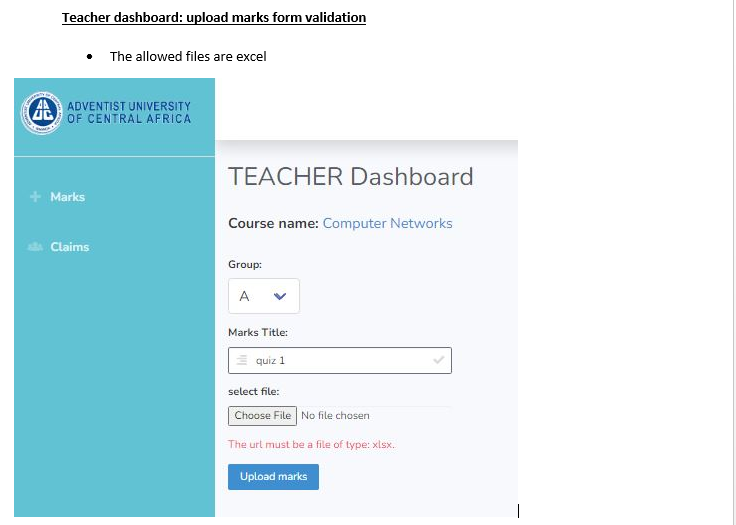 Teacher dashboard: upload marks form validation
• The allowed files are excel
ADVENTIST UNIVERSITY
OF CENTRAL AFRICA
TEACHER Dashboard
Marks
Course name: Computer Networks
Claims
Group:
A
Marks Title:
quiz 1
select file:
Choose File No file chosen
The url must be a file of type: xlsx.
Upload marks